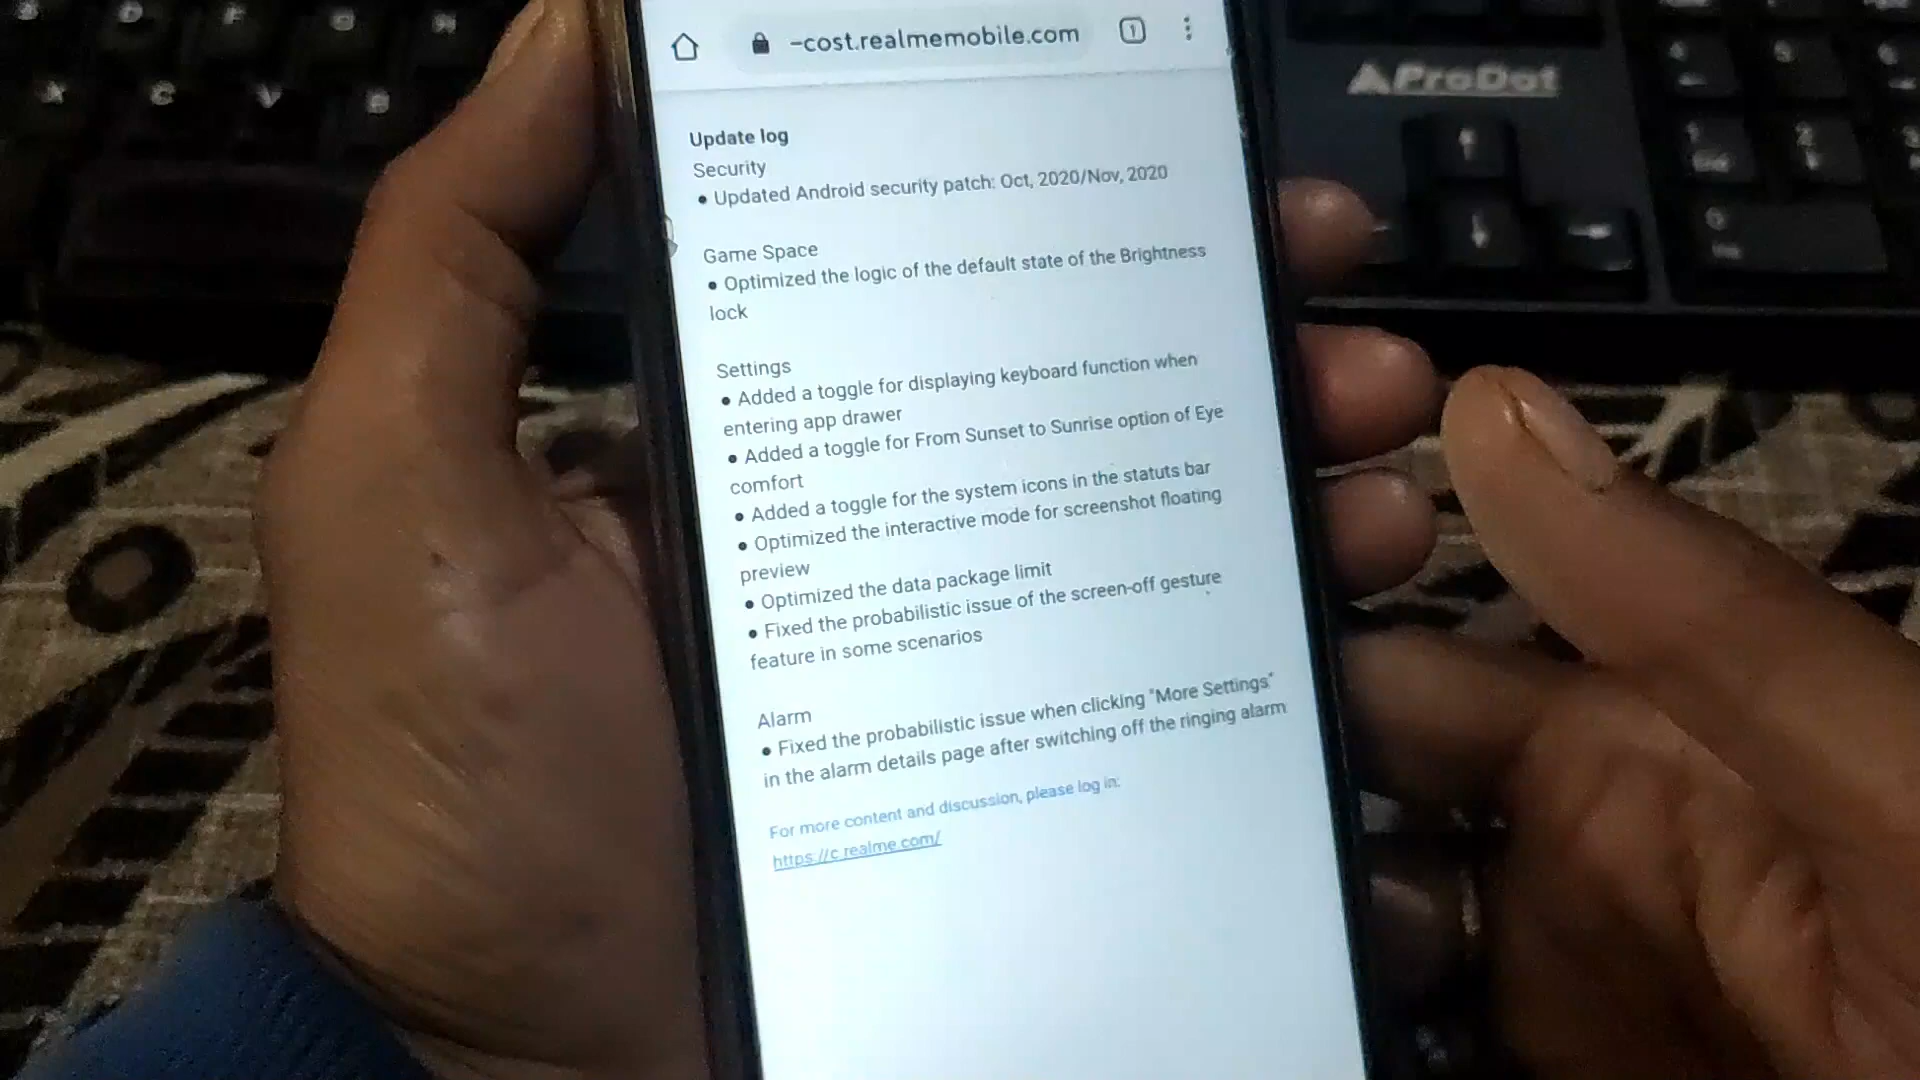 -cost.realmemobile.com
1
Update log
Security
• Updated Android security patch: Oct, 2020/Nov, 2020
Game Space
• Optimized the logic of the default state of the Brightness
lock
Settings
• Added a toggle for displaying keyboard function when
entering app drawer
• Added a toggle for From Sunset to Sunrise option of Eye
comfort
• Added a toggle for the system icons in the statuts bar
• Optimized the interactive mode for screenshot floating
preview
• Optimized the data package limit
• Fixed the probabilistic issue of the screen-off gesture
feature in some scenarios
Alarm
• Fixed the probabilistic issue when clicking "More Settings"
in the alarm details page after switching off the ringing alarm
For more content and discussion, please log in:
https://c.realme.com/
ProDot
X C V B
1 2